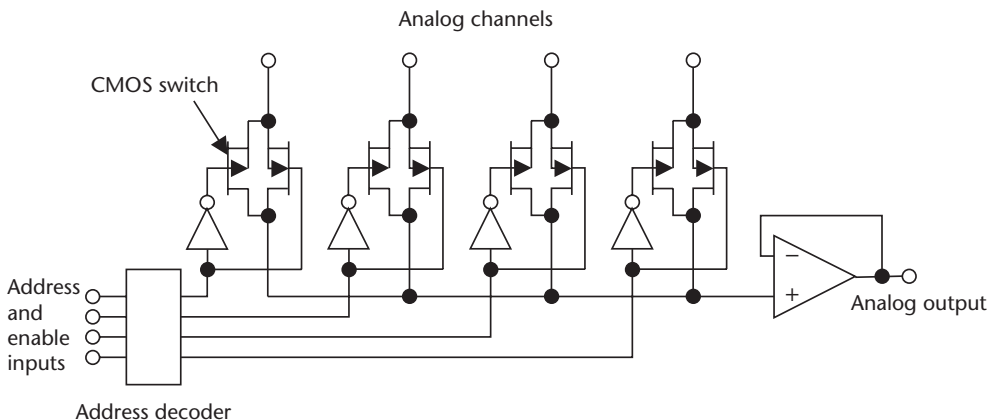 Analog channels
CMOS switch
Address
and
enable
inputs
−
+
Analog output
Address decoder